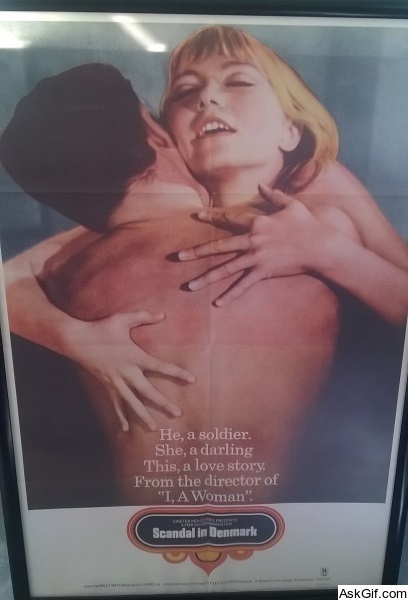 He, a soldier.
She, a darling
This, a love story.
From the director of
"I, A Woman".
Scandal in Denmark
AskGif.com